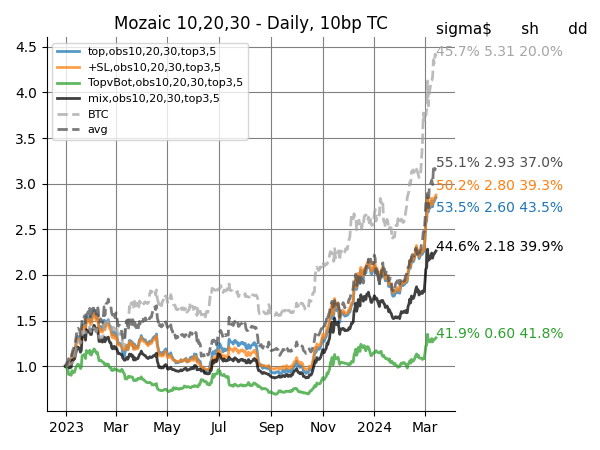 Mozaic 10,20,30 - Daily, 10bp TC
sigma$ sh dd
top,obs10,20,30,top3,5
+SL,obs10,20,30,top3,5
TopvBot,obs10,20,30,top3,5
mix,obs10,20,30,top3,5
BTC
avg
45.7% 5.31 20.0%
55.1% 2.93 37.0%
50.2% 2.80 39.3%
53.5% 2.60 43.5%
44.6% 2.18 39.9%
41.9% 0.60 41.8%
4.5
4.0
3.5
3.0
2.5
2.0
1.5
1.0
2023 Mar May Jul Sep Nov 2024 Mar